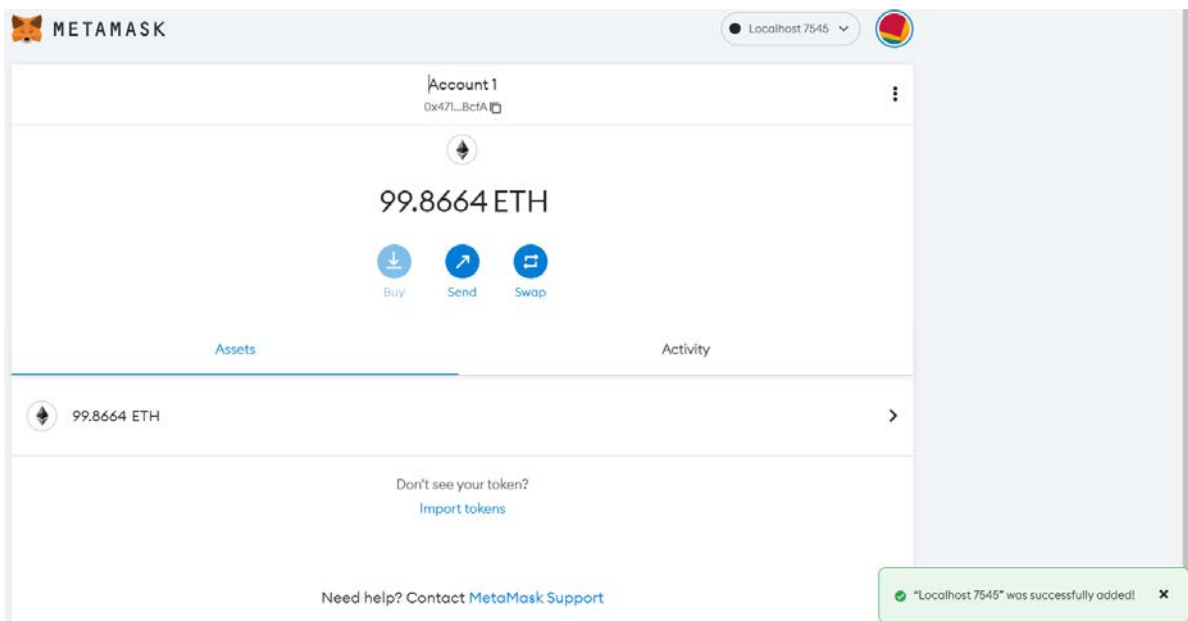 METAMASK
Localhost 7545
Account 1
0x471...BcfA
99.8664 ETH
Buy Send Swap
Assets Activity
99.8664 ETH
Don't see your token?
Import tokens
Need help? Contact MetaMask Support
"Localhost 7545" was successfully added!